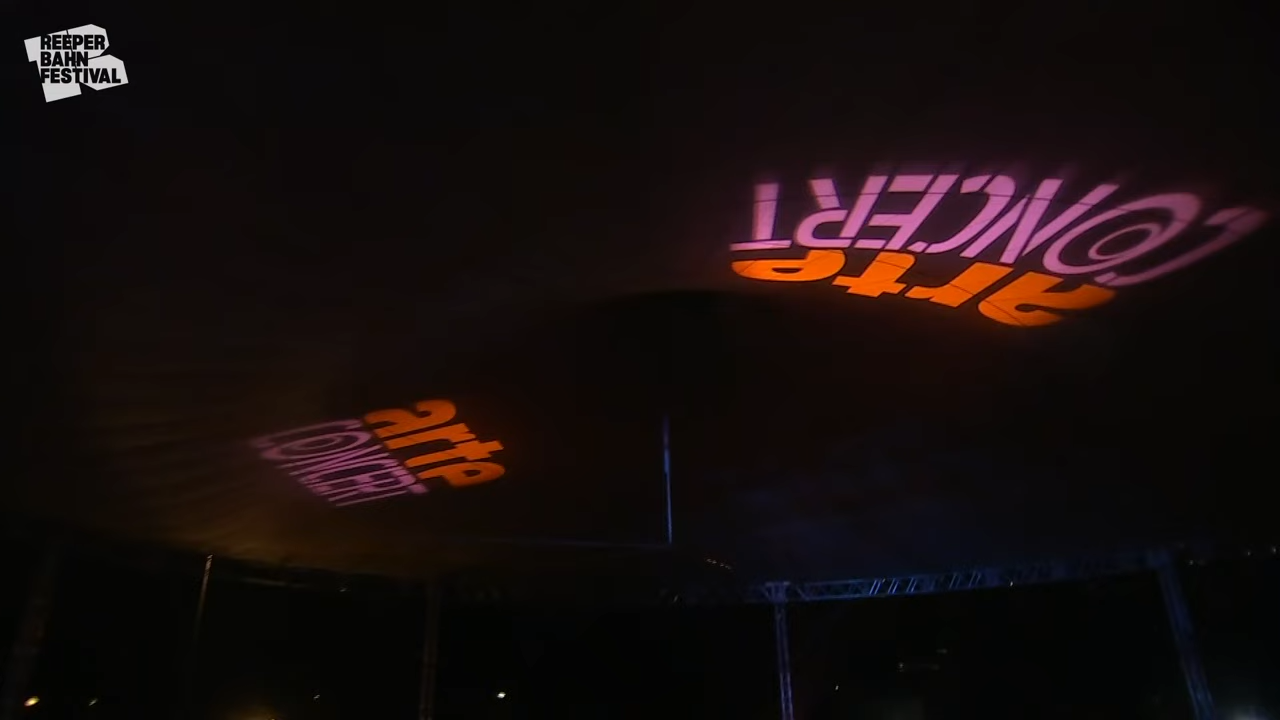 REEPER
BAHN
FESTIVAL
arte
CONCERT
arte
CONCERT